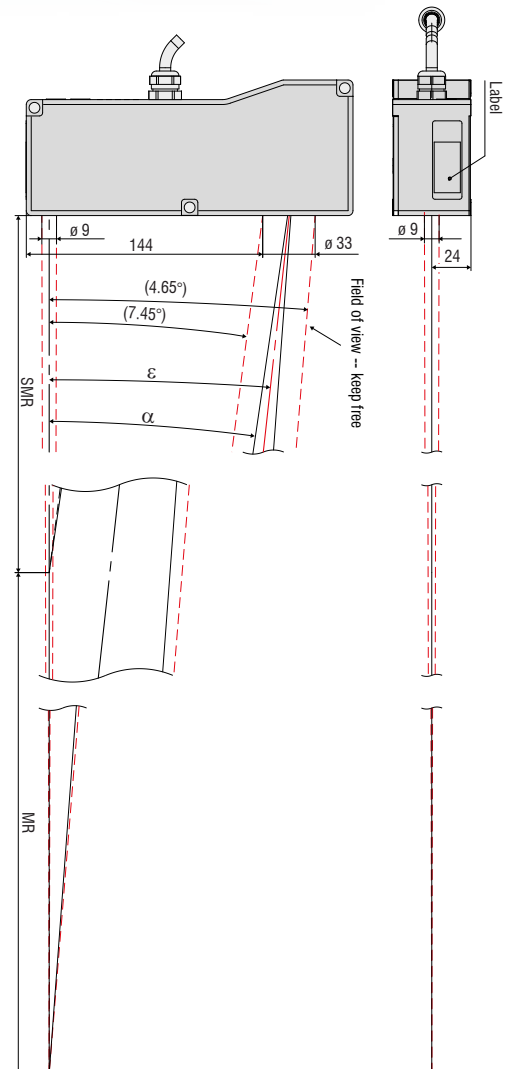 Label
ø 9
144
ø 33
ø 9
24
(4.65°)
(7.45°)
Field of view -- keep free
ε
α
SMR
MR